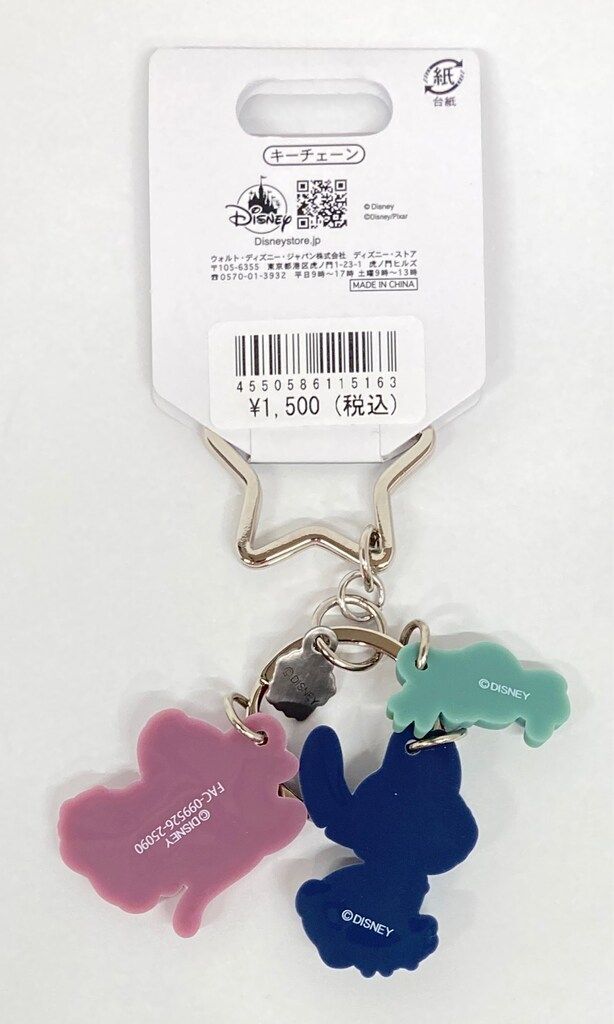 紙
台紙
キーチェーン
Disney
©Disney
©Disney/Pixar
Disneystore.jp
ウォルト・ディズニー・ジャパン株式会社 ディズニー・ストア
〒105-6355 東京都港区虎ノ門1-23-1 虎ノ門ヒルズ
☎0570-01-3932 平日9時〜17時 土曜9時〜13時
MADE IN CHINA
4550586115163
¥1,500 (税込)
©DISNEY
©DISNEY
©DISNEY
FAC-099526-25090
©DISNEY